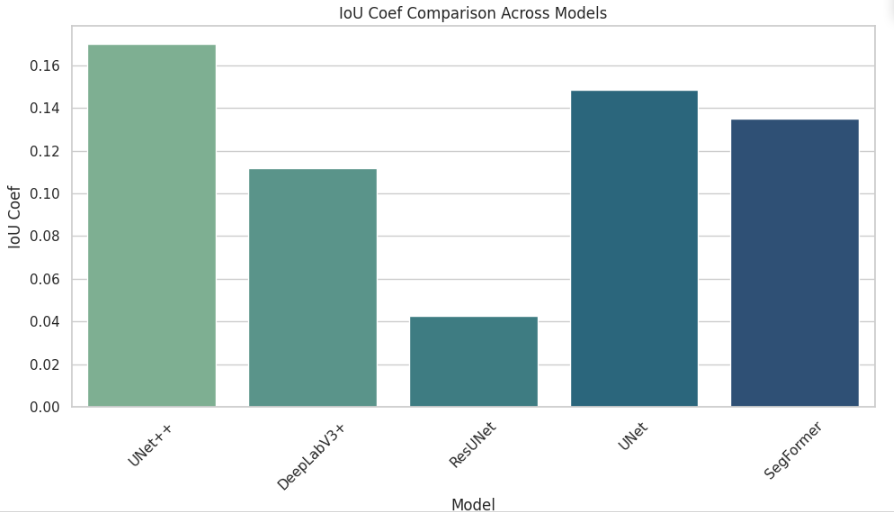 IoU Coef Comparison Across Models
IoU Coef
0.16
0.14
0.12
0.10
0.08
0.06
0.04
0.02
0.00
UNet++
DeepLabV3+
ResUNet
UNet
SegFormer
Model